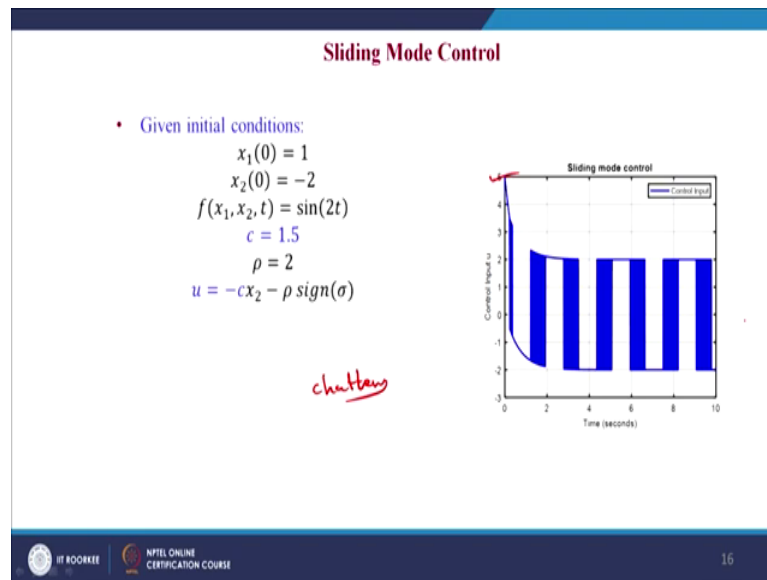 Sliding Mode Control
• Given initial conditions:
x₁(0) = 1
x₂(0) = −2
f(x₁, x₂, t) = sin(2t)
c = 1.5
ρ = 2
u = −cx₂ − ρ sign(σ)
Sliding mode control
Control Input
4
3
2
1
0
-1
-2
-3
Control Input u
0 2 4 6 8 10
Time (seconds)
IIT ROORKEE
NPTEL ONLINE
CERTIFICATION COURSE
16